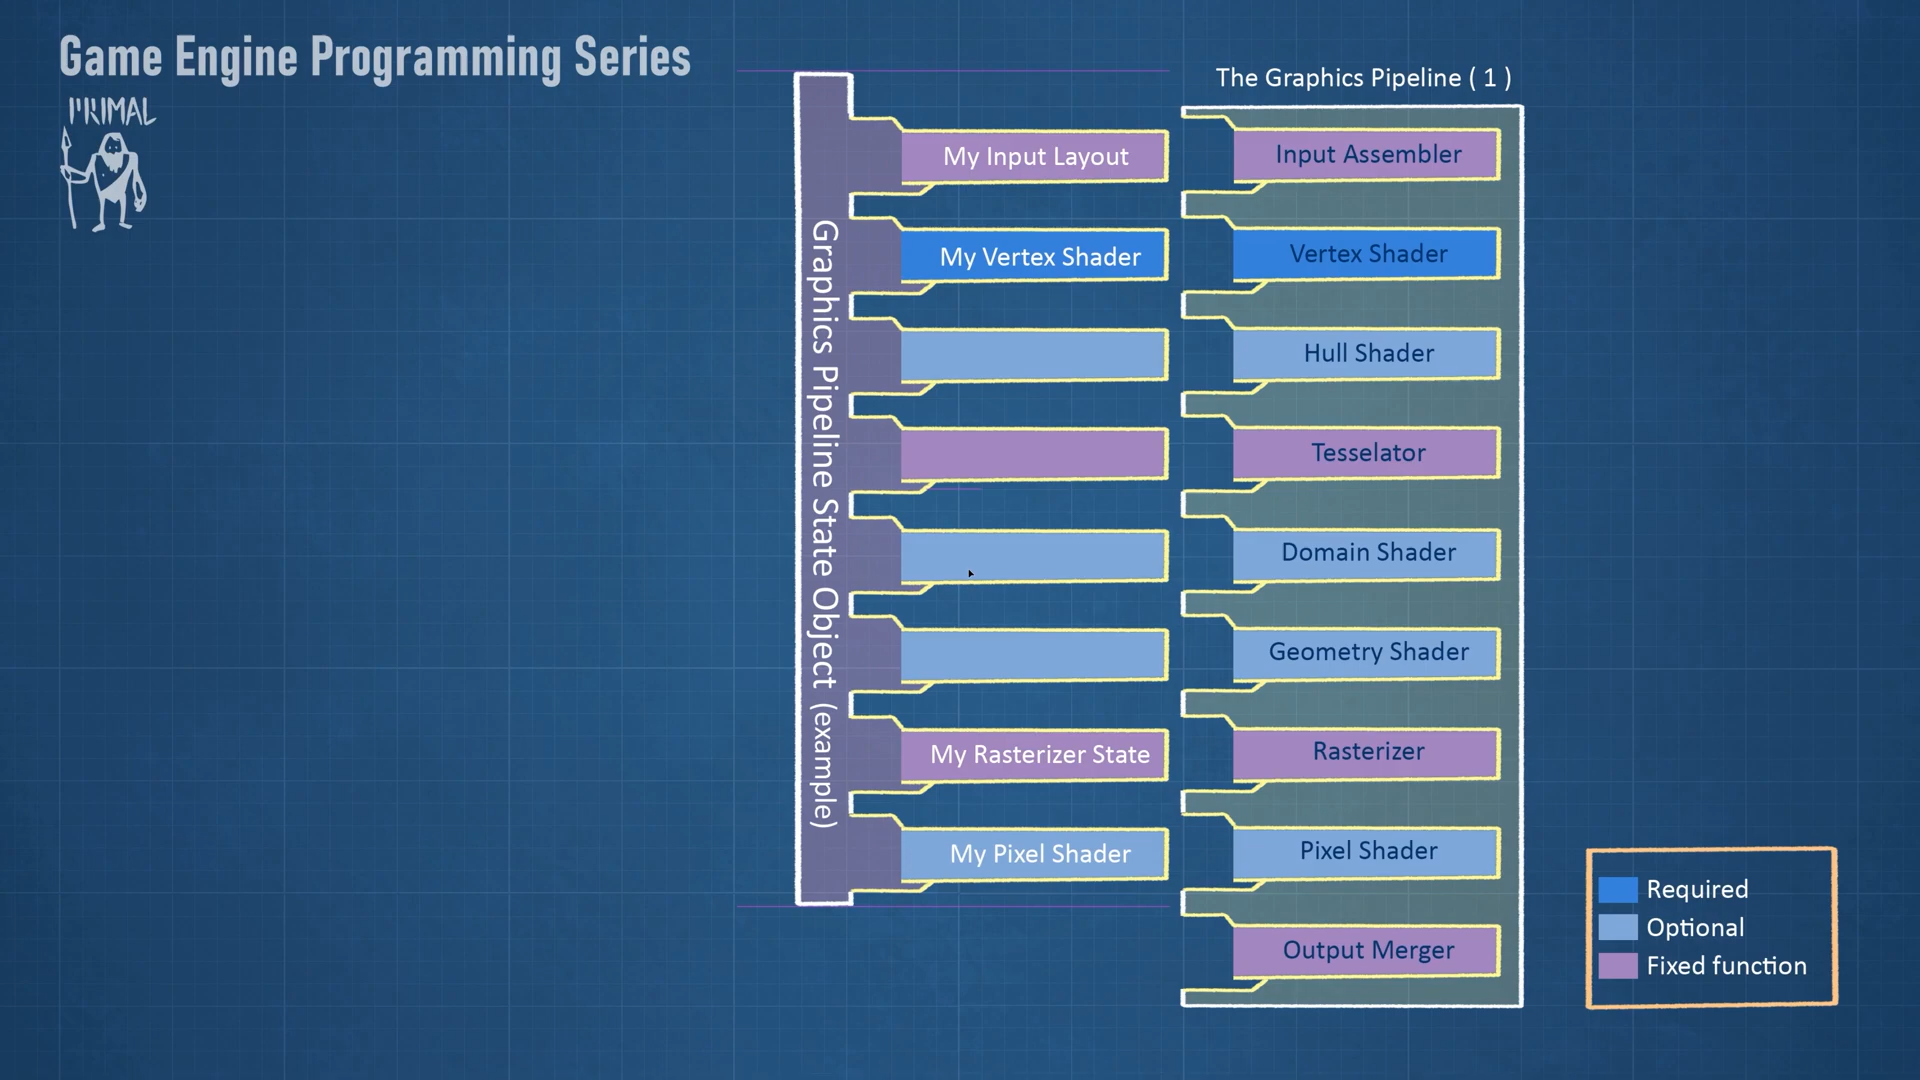 Game Engine Programming Series
PRIMAL
Graphics Pipeline State Object (example)
My Input Layout
My Vertex Shader
My Rasterizer State
My Pixel Shader
The Graphics Pipeline ( 1 )
Input Assembler
Vertex Shader
Hull Shader
Tesselator
Domain Shader
Geometry Shader
Rasterizer
Pixel Shader
Output Merger
Required
Optional
Fixed function